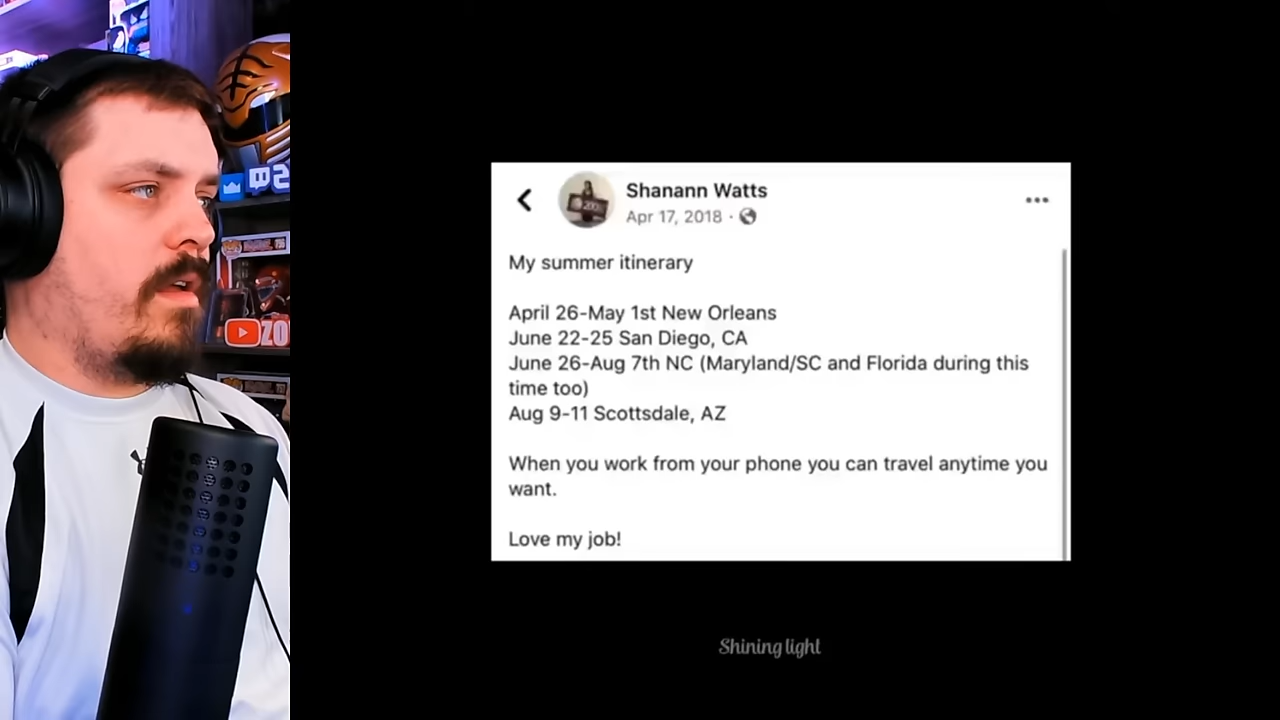 Shanann Watts
Apr 17, 2018 ·
My summer itinerary
April 26-May 1st New Orleans
June 22-25 San Diego, CA
June 26-Aug 7th NC (Maryland/SC and Florida during this
time too)
Aug 9-11 Scottsdale, AZ
When you work from your phone you can travel anytime you
want.
Love my job!
Shining light